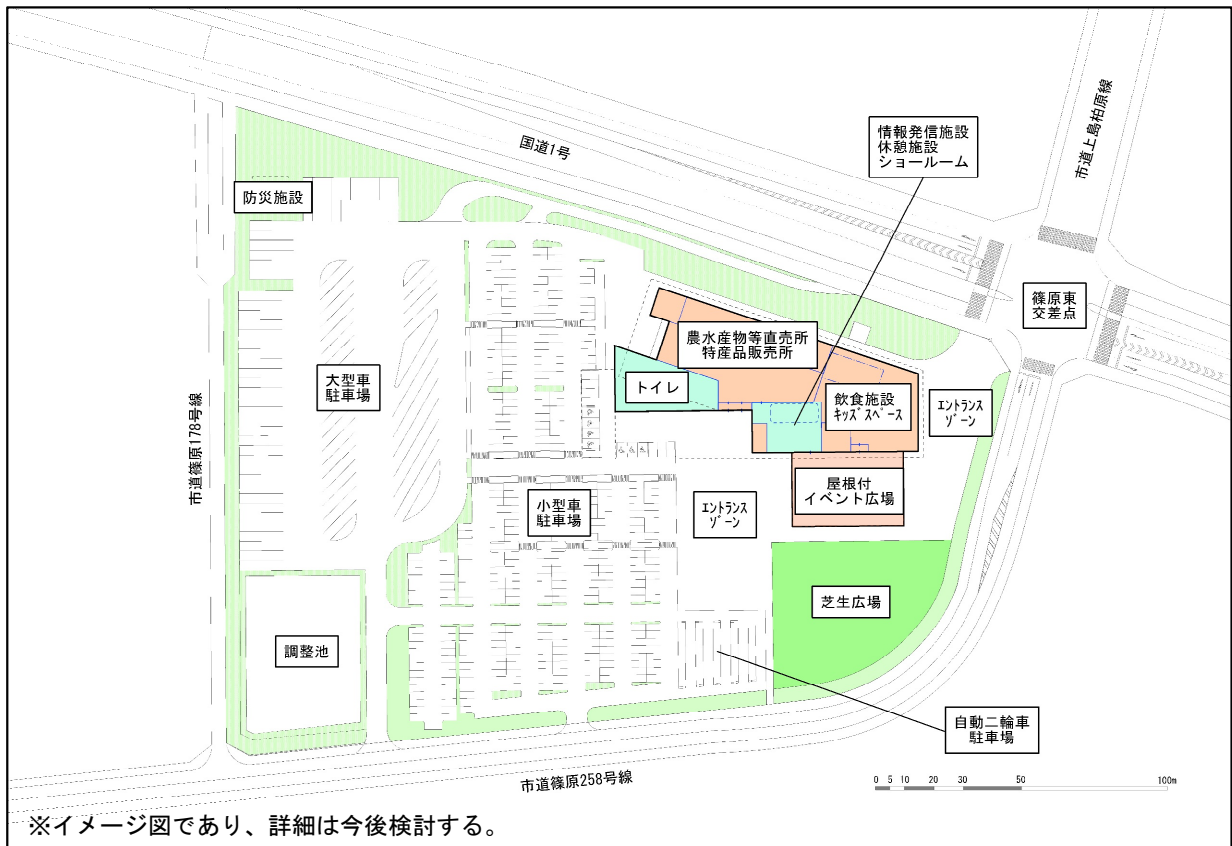 国道1号
市道上島柏原線
情報発信施設
休憩施設
ショールーム
防災施設
篠原東
交差点
農水産物等直売所
特産品販売所
大型車
駐車場
トイレ
飲食施設
ｷｯｽﾞｽﾍﾟｰｽ
ｴﾝﾄﾗﾝｽ
ｿﾞｰﾝ
市道篠原178号線
屋根付
イベント広場
小型車
駐車場
ｴﾝﾄﾗﾝｽ
ｿﾞｰﾝ
芝生広場
調整池
自動二輪車
駐車場
市道篠原258号線
0 5 10 20 30 50 100m
※イメージ図であり、詳細は今後検討する。